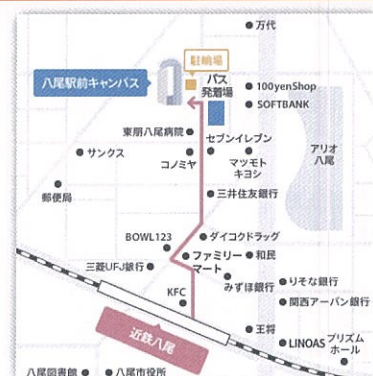 万代
駐輪場
八尾駅前キャンパス
バス
発着場
100yenShop
SOFTBANK
東朋八尾病院
セブンイレブン
アリオ
八尾
サンクス
コノミヤ
マツモト
キヨシ
郵便局
三井住友銀行
BOWL123
ダイコクドラッグ
ファミリー
マート
和民
三菱UFJ銀行
みずほ銀行
りそな銀行
KFC
関西アーバン銀行
近鉄八尾
王将
LINOAS
プリズム
ホール
八尾図書館
八尾市役所